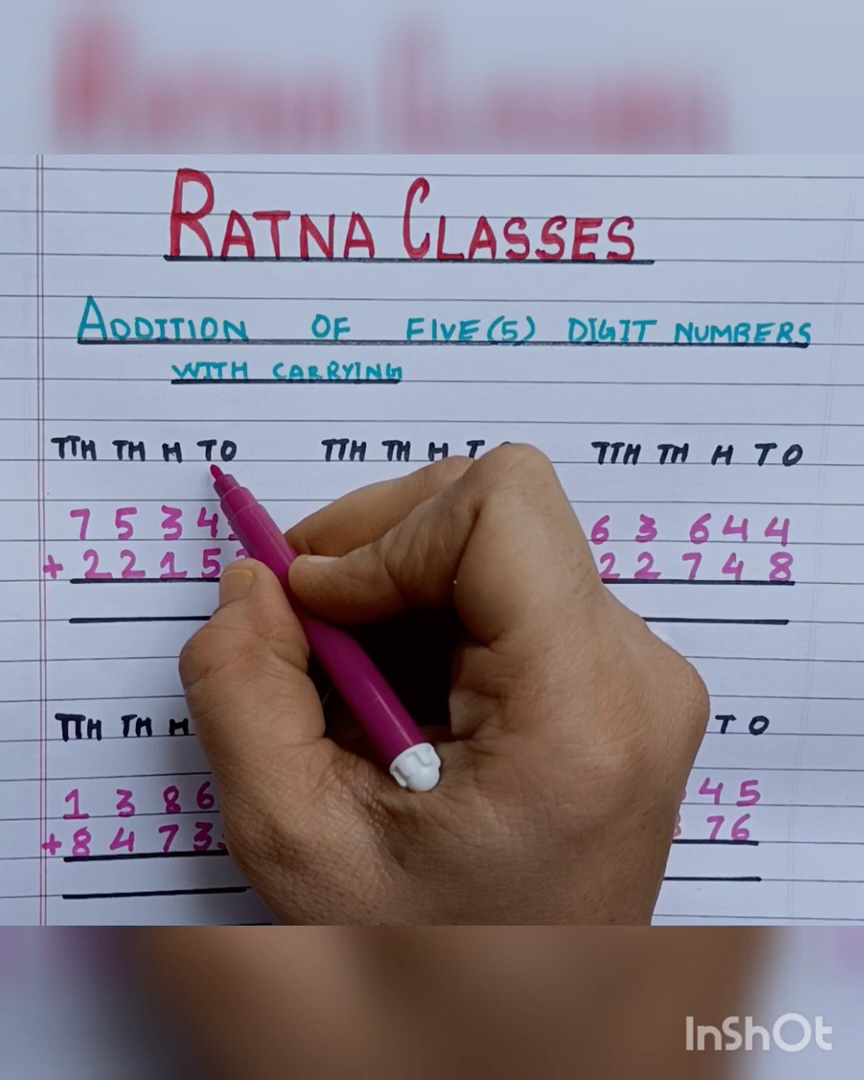 RATNA CLASSES
ADDITION OF FIVE(5) DIGIT NUMBERS
WITH CARRYING
TTH TH H T O TTH TH H T TTH TH H T O
7 5 3 4 6 3 6 4 4
+ 2 2 1 5 2 2 7 4 8
TTH TH H T O
1 3 8 6 4 5
+ 8 4 7 3 7 6
InShOt